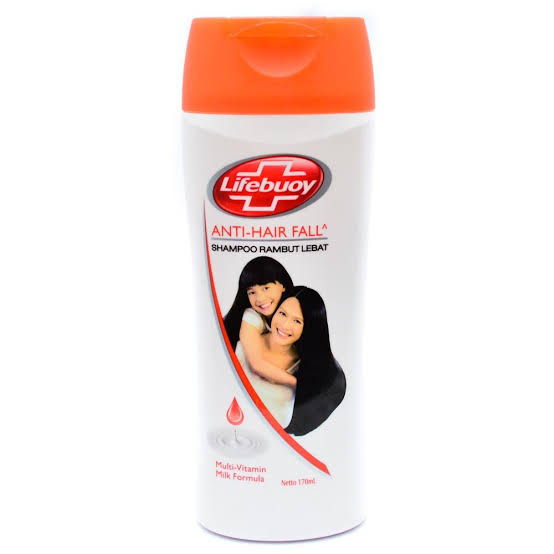 Lifebuoy
ANTI-HAIR FALL^
SHAMPOO RAMBUT LEBAT
Multi-Vitamin
Milk Formula
Netto 170ml